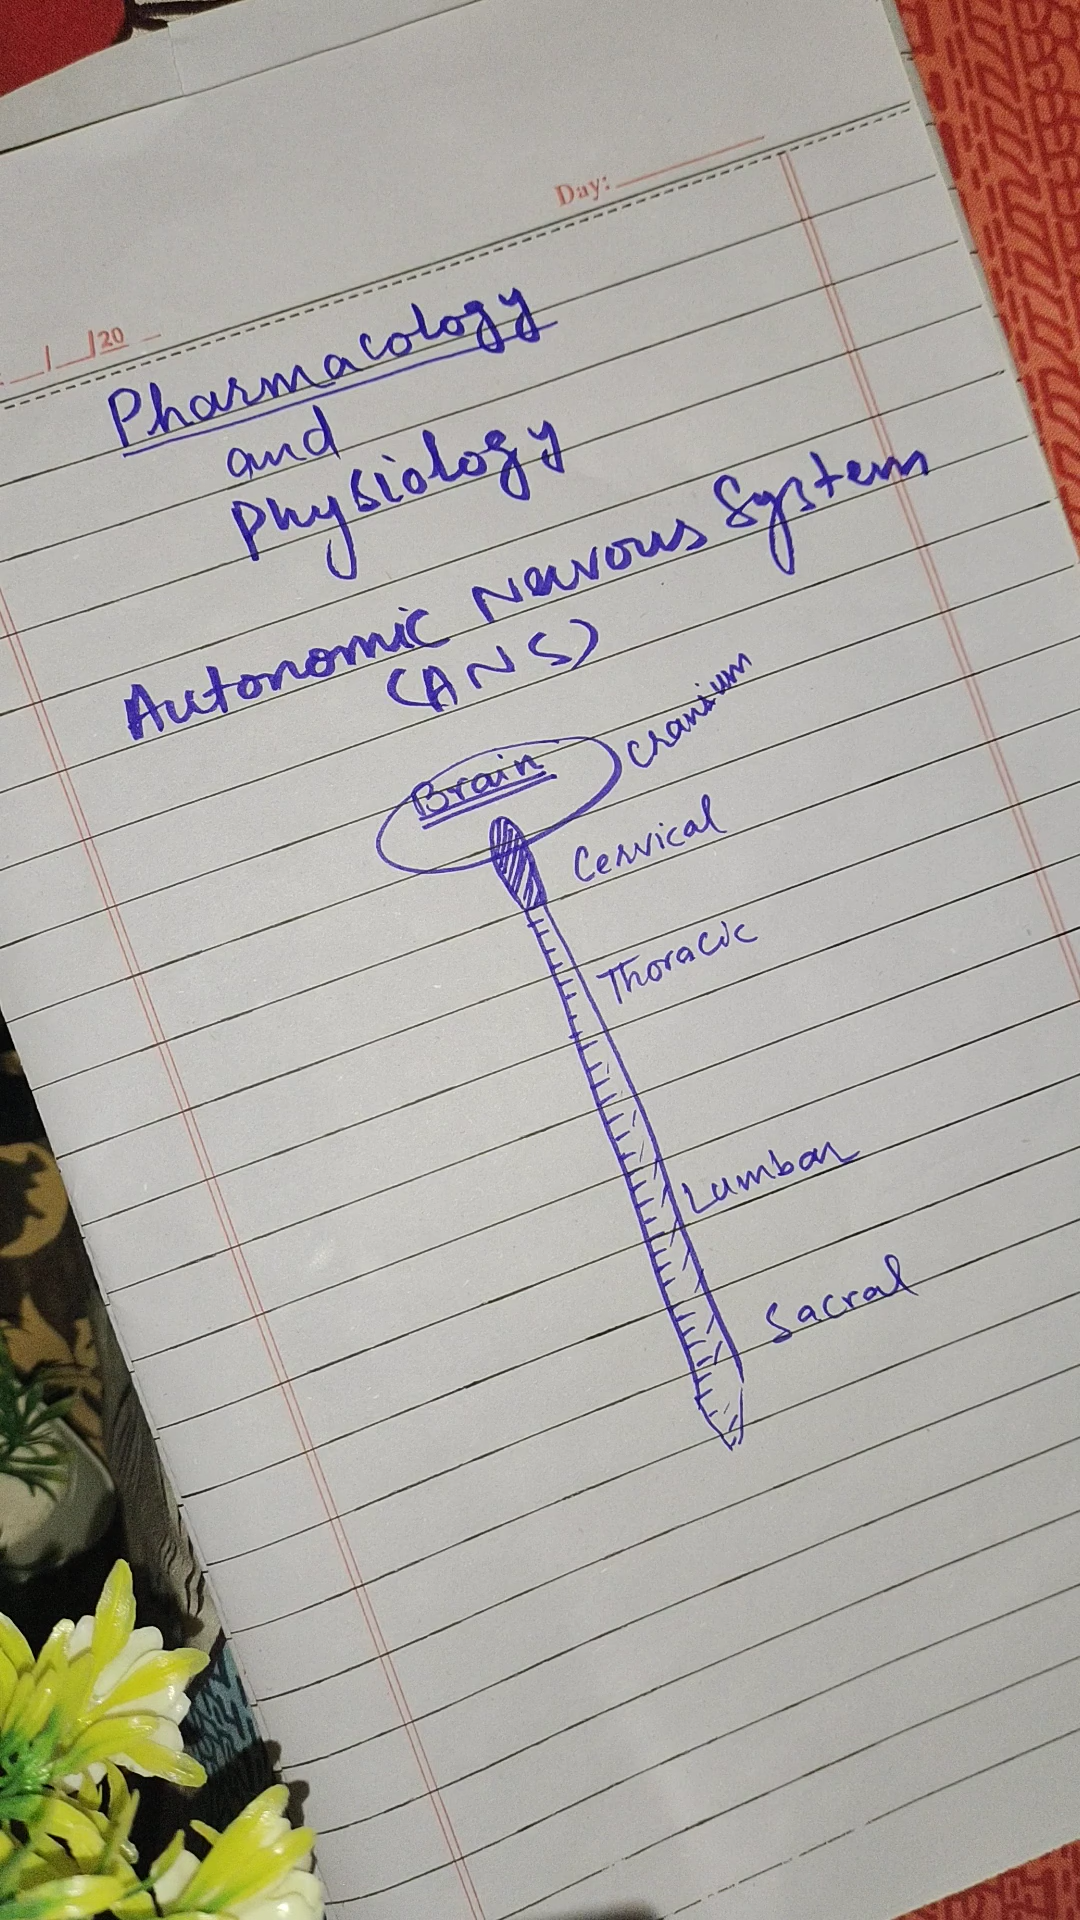 Day:
/ /20
Pharmacology
and
Physiology
Autonomic Nervous System
(ANS)
Brain
Cranium
Cervical
Thoracic
Lumbar
Sacral